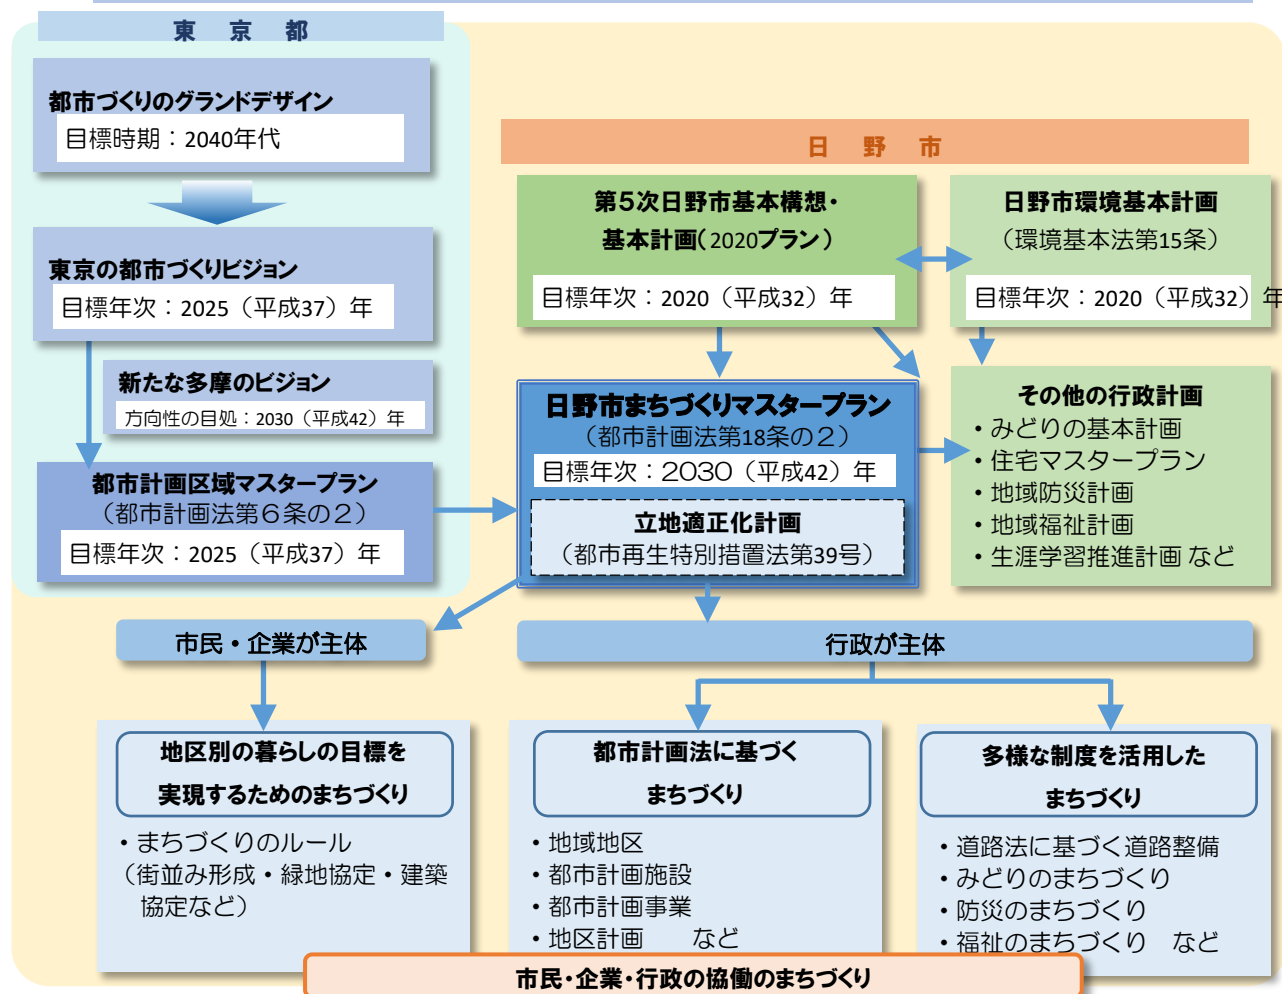 東 京 都
都市づくりのグランドデザイン
目標時期：2040年代
東京の都市づくりビジョン
目標年次：2025（平成37）年
新たな多摩のビジョン
方向性の目処：2030（平成42）年
都市計画区域マスタープラン
（都市計画法第６条の２）
目標年次：2025（平成37）年
日 野 市
第5次日野市基本構想・
基本計画（2020プラン）
目標年次：2020（平成32）年
日野市環境基本計画
（環境基本法第15条）
目標年次：2020（平成32）年
日野市まちづくりマスタープラン
（都市計画法第18条の２）
目標年次：2030（平成42）年
立地適正化計画
（都市再生特別措置法第39号）
その他の行政計画
・みどりの基本計画
・住宅マスタープラン
・地域防災計画
・地域福祉計画
・生涯学習推進計画 など
市民・企業が主体
行政が主体
地区別の暮らしの目標を
実現するためのまちづくり
・まちづくりのルール
（街並み形成・緑地協定・建築
協定など）
都市計画法に基づく
まちづくり
・地域地区
・都市計画施設
・都市計画事業
・地区計画　など
多様な制度を活用した
まちづくり
・道路法に基づく道路整備
・みどりのまちづくり
・防災のまちづくり
・福祉のまちづくり　など
市民・企業・行政の協働のまちづくり